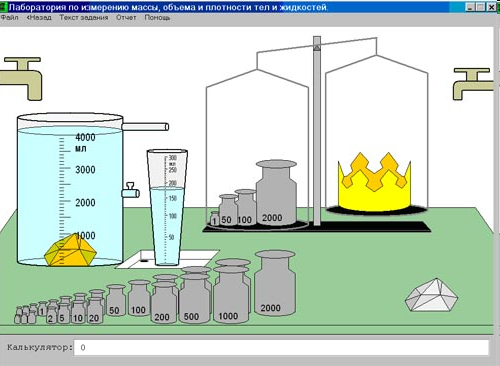 Лаборатория по измерению массы, объема и плотности тел и жидкостей.
Файл <Назад Текст задания Отчет Помощь
4000
мл
3000
2000
1000
300
мл
250
200
150
100
50
1 50 100 2000
1 2 5 10 20 50 100 200 500 1000 2000
Калькулятор: 0